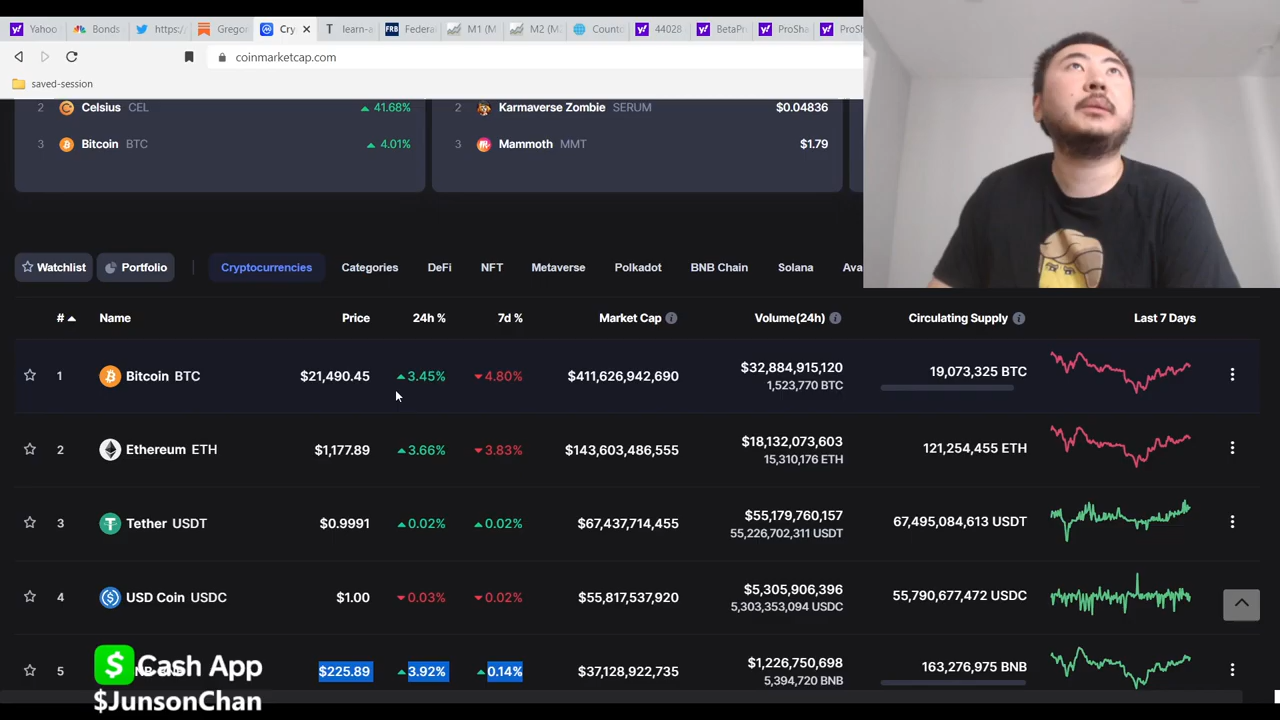 Yahoo
Bonds
https:/
Gregor
Cry
learn-a
FRB
Federa
M1 (M
M2 (M
Counto
44028
BetaPr
ProSha
ProSh
coinmarketcap.com
saved-session
2 Celsius CEL 41.68%
3 Bitcoin BTC 4.01%
2 Karmaverse Zombie SERUM $0.04836
3 Mammoth MMT $1.79
Watchlist Portfolio Cryptocurrencies Categories DeFi NFT Metaverse Polkadot BNB Chain Solana Ava
# Name Price 24h % 7d % Market Cap Volume(24h) Circulating Supply Last 7 Days
1 Bitcoin BTC $21,490.45 3.45% 4.80% $411,626,942,690 $32,884,915,120 19,073,325 BTC
1,523,770 BTC
2 Ethereum ETH $1,177.89 3.66% 3.83% $143,603,486,555 $18,132,073,603 121,254,455 ETH
15,310,176 ETH
3 Tether USDT $0.9991 0.02% 0.02% $67,437,714,455 $55,179,760,157 67,495,084,613 USDT
55,226,702,311 USDT
4 USD Coin USDC $1.00 0.03% 0.02% $55,817,537,920 $5,305,906,396 55,790,677,472 USDC
5,303,353,094 USDC
5 $225.89 3.92% 0.14% $37,128,922,735 $1,226,750,698 163,276,975 BNB
5,394,720 BNB
$ Cash App
$JunsonChan